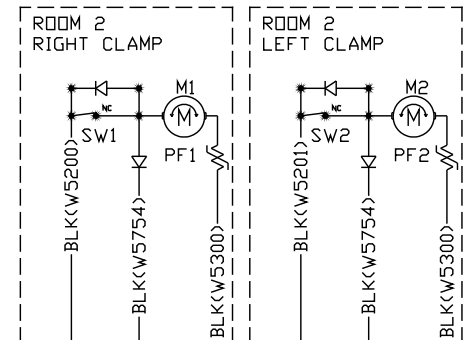 ROOM 2
RIGHT CLAMP
M1
NC
M
SW1
PF1
BLK(W5200)
BLK(W5754)
BLK(W5300)
ROOM 2
LEFT CLAMP
M2
NC
M
SW2
PF2
BLK(W5201)
BLK(W5754)
BLK(W5300)